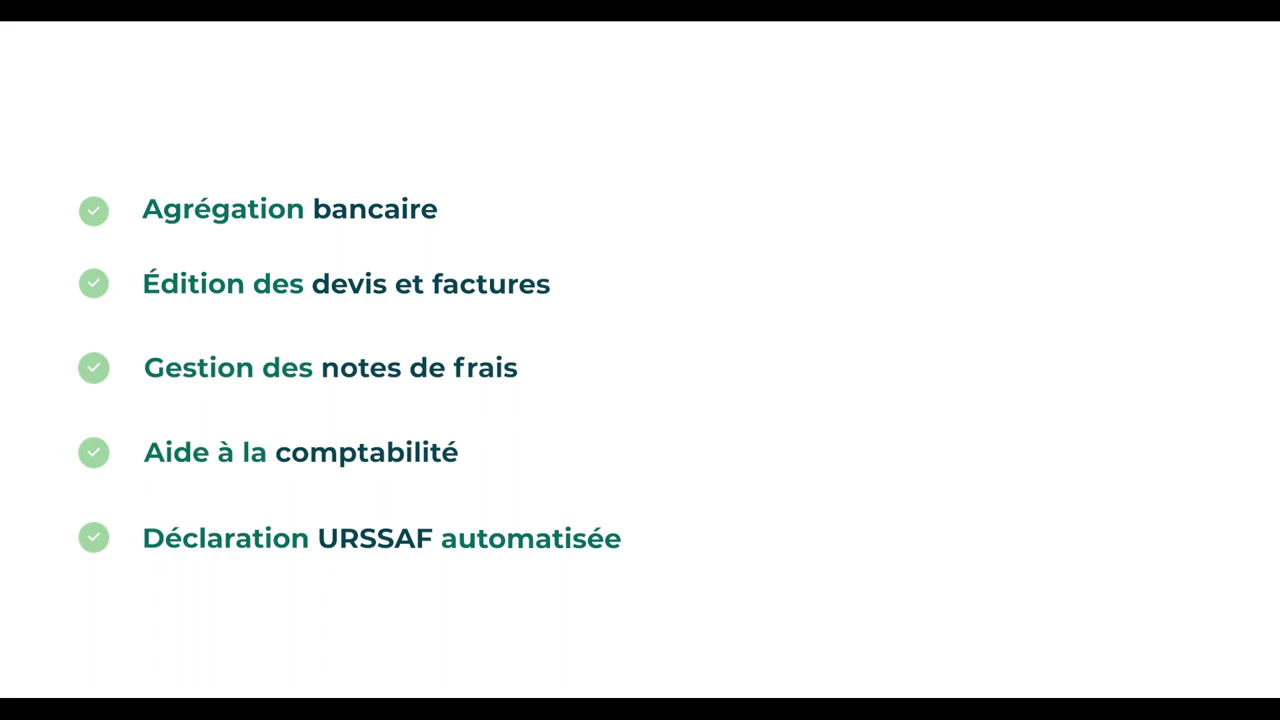 Agrégation bancaire
Édition des devis et factures
Gestion des notes de frais
Aide à la comptabilité
Déclaration URSSAF automatisée